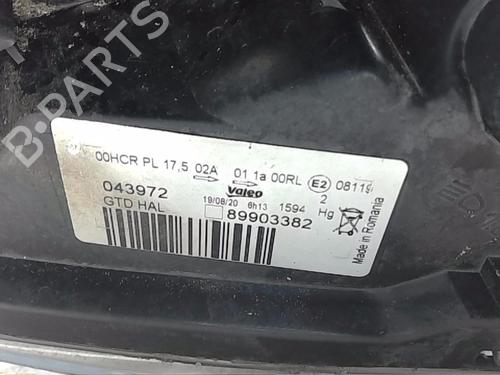 B-PARTS
00HCR PL 17,5 02A 01 1a 00RL E2 08119
043972 Valeo 2
GTD HAL 19/08/20 6h13 1594 Hg
89903382
Made in Romania